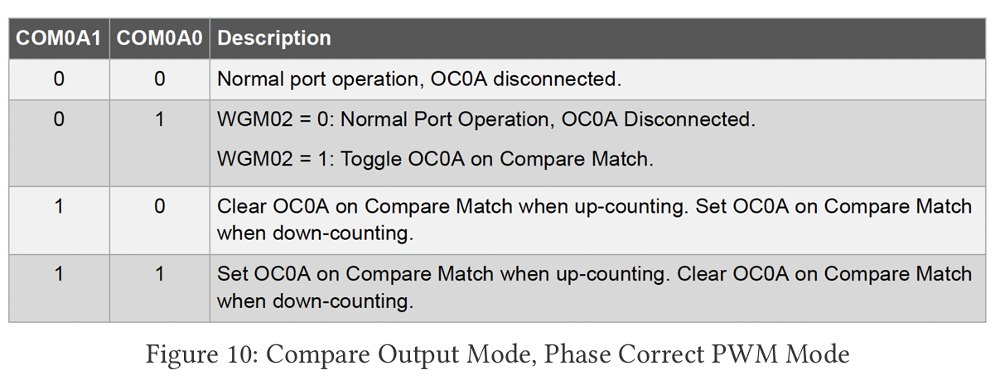 COM0A1 COM0A0 Description
0 0 Normal port operation, OC0A disconnected.
0 1 WGM02 = 0: Normal Port Operation, OC0A Disconnected.
WGM02 = 1: Toggle OC0A on Compare Match.
1 0 Clear OC0A on Compare Match when up-counting. Set OC0A on Compare Match
when down-counting.
1 1 Set OC0A on Compare Match when up-counting. Clear OC0A on Compare Match
when down-counting.
Figure 10: Compare Output Mode, Phase Correct PWM Mode